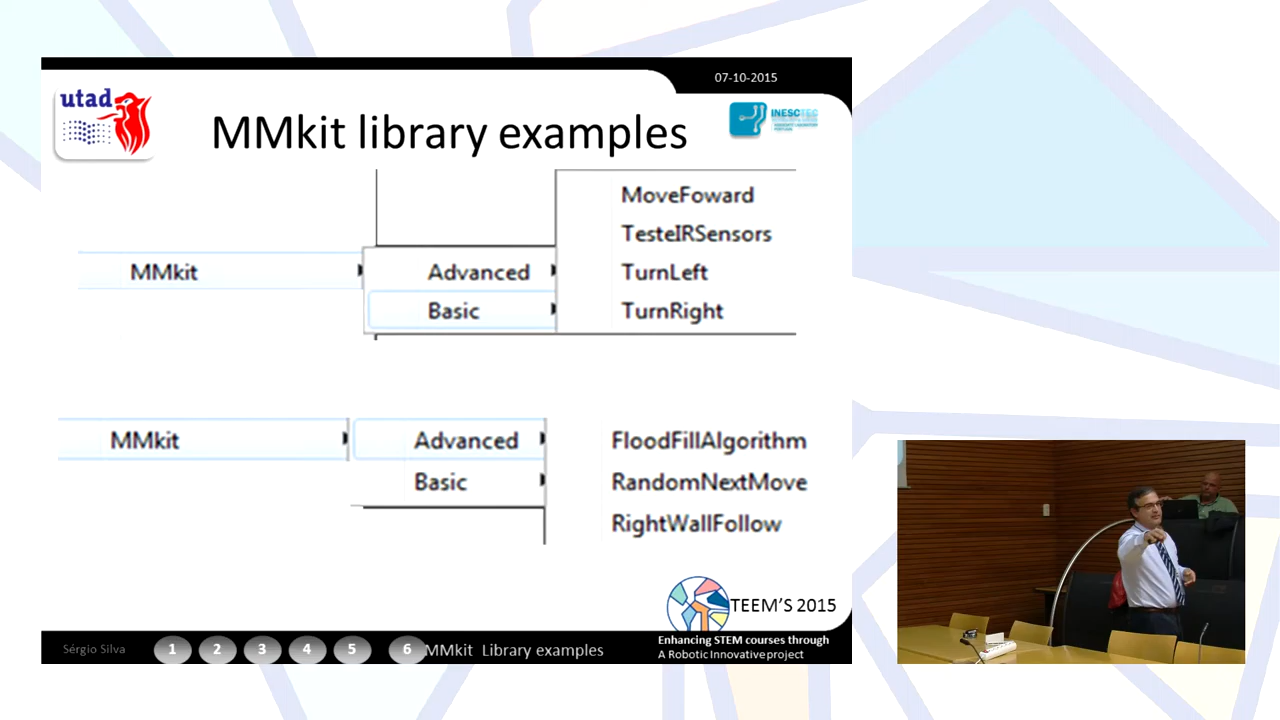 07-10-2015
utad
INESCTEC
MMkit library examples
MoveFoward
TesteIRSensors
MMkit
Advanced
TurnLeft
Basic
TurnRight
MMkit
Advanced
FloodFillAlgorithm
Basic
RandomNextMove
RightWallFollow
TEEM'S 2015
Sérgio Silva
1 2 3 4 5 6
MMkit Library examples
Enhancing STEM courses through
A Robotic Innovative project